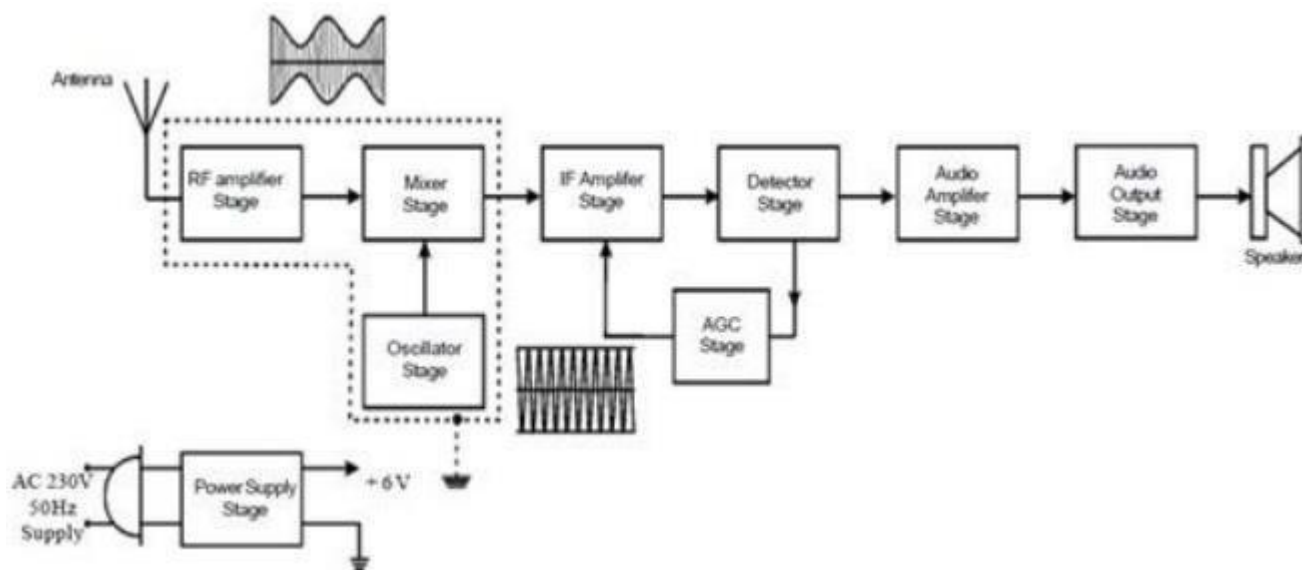 Antenna
RF amplifier
Stage
Mixer
Stage
IF Amplifer
Stage
Detector
Stage
Audio
Amplifer
Stage
Audio
Output
Stage
Speaker
Oscillator
Stage
AGC
Stage
AC 230V
50Hz
Supply
Power Supply
Stage
+ 6 V